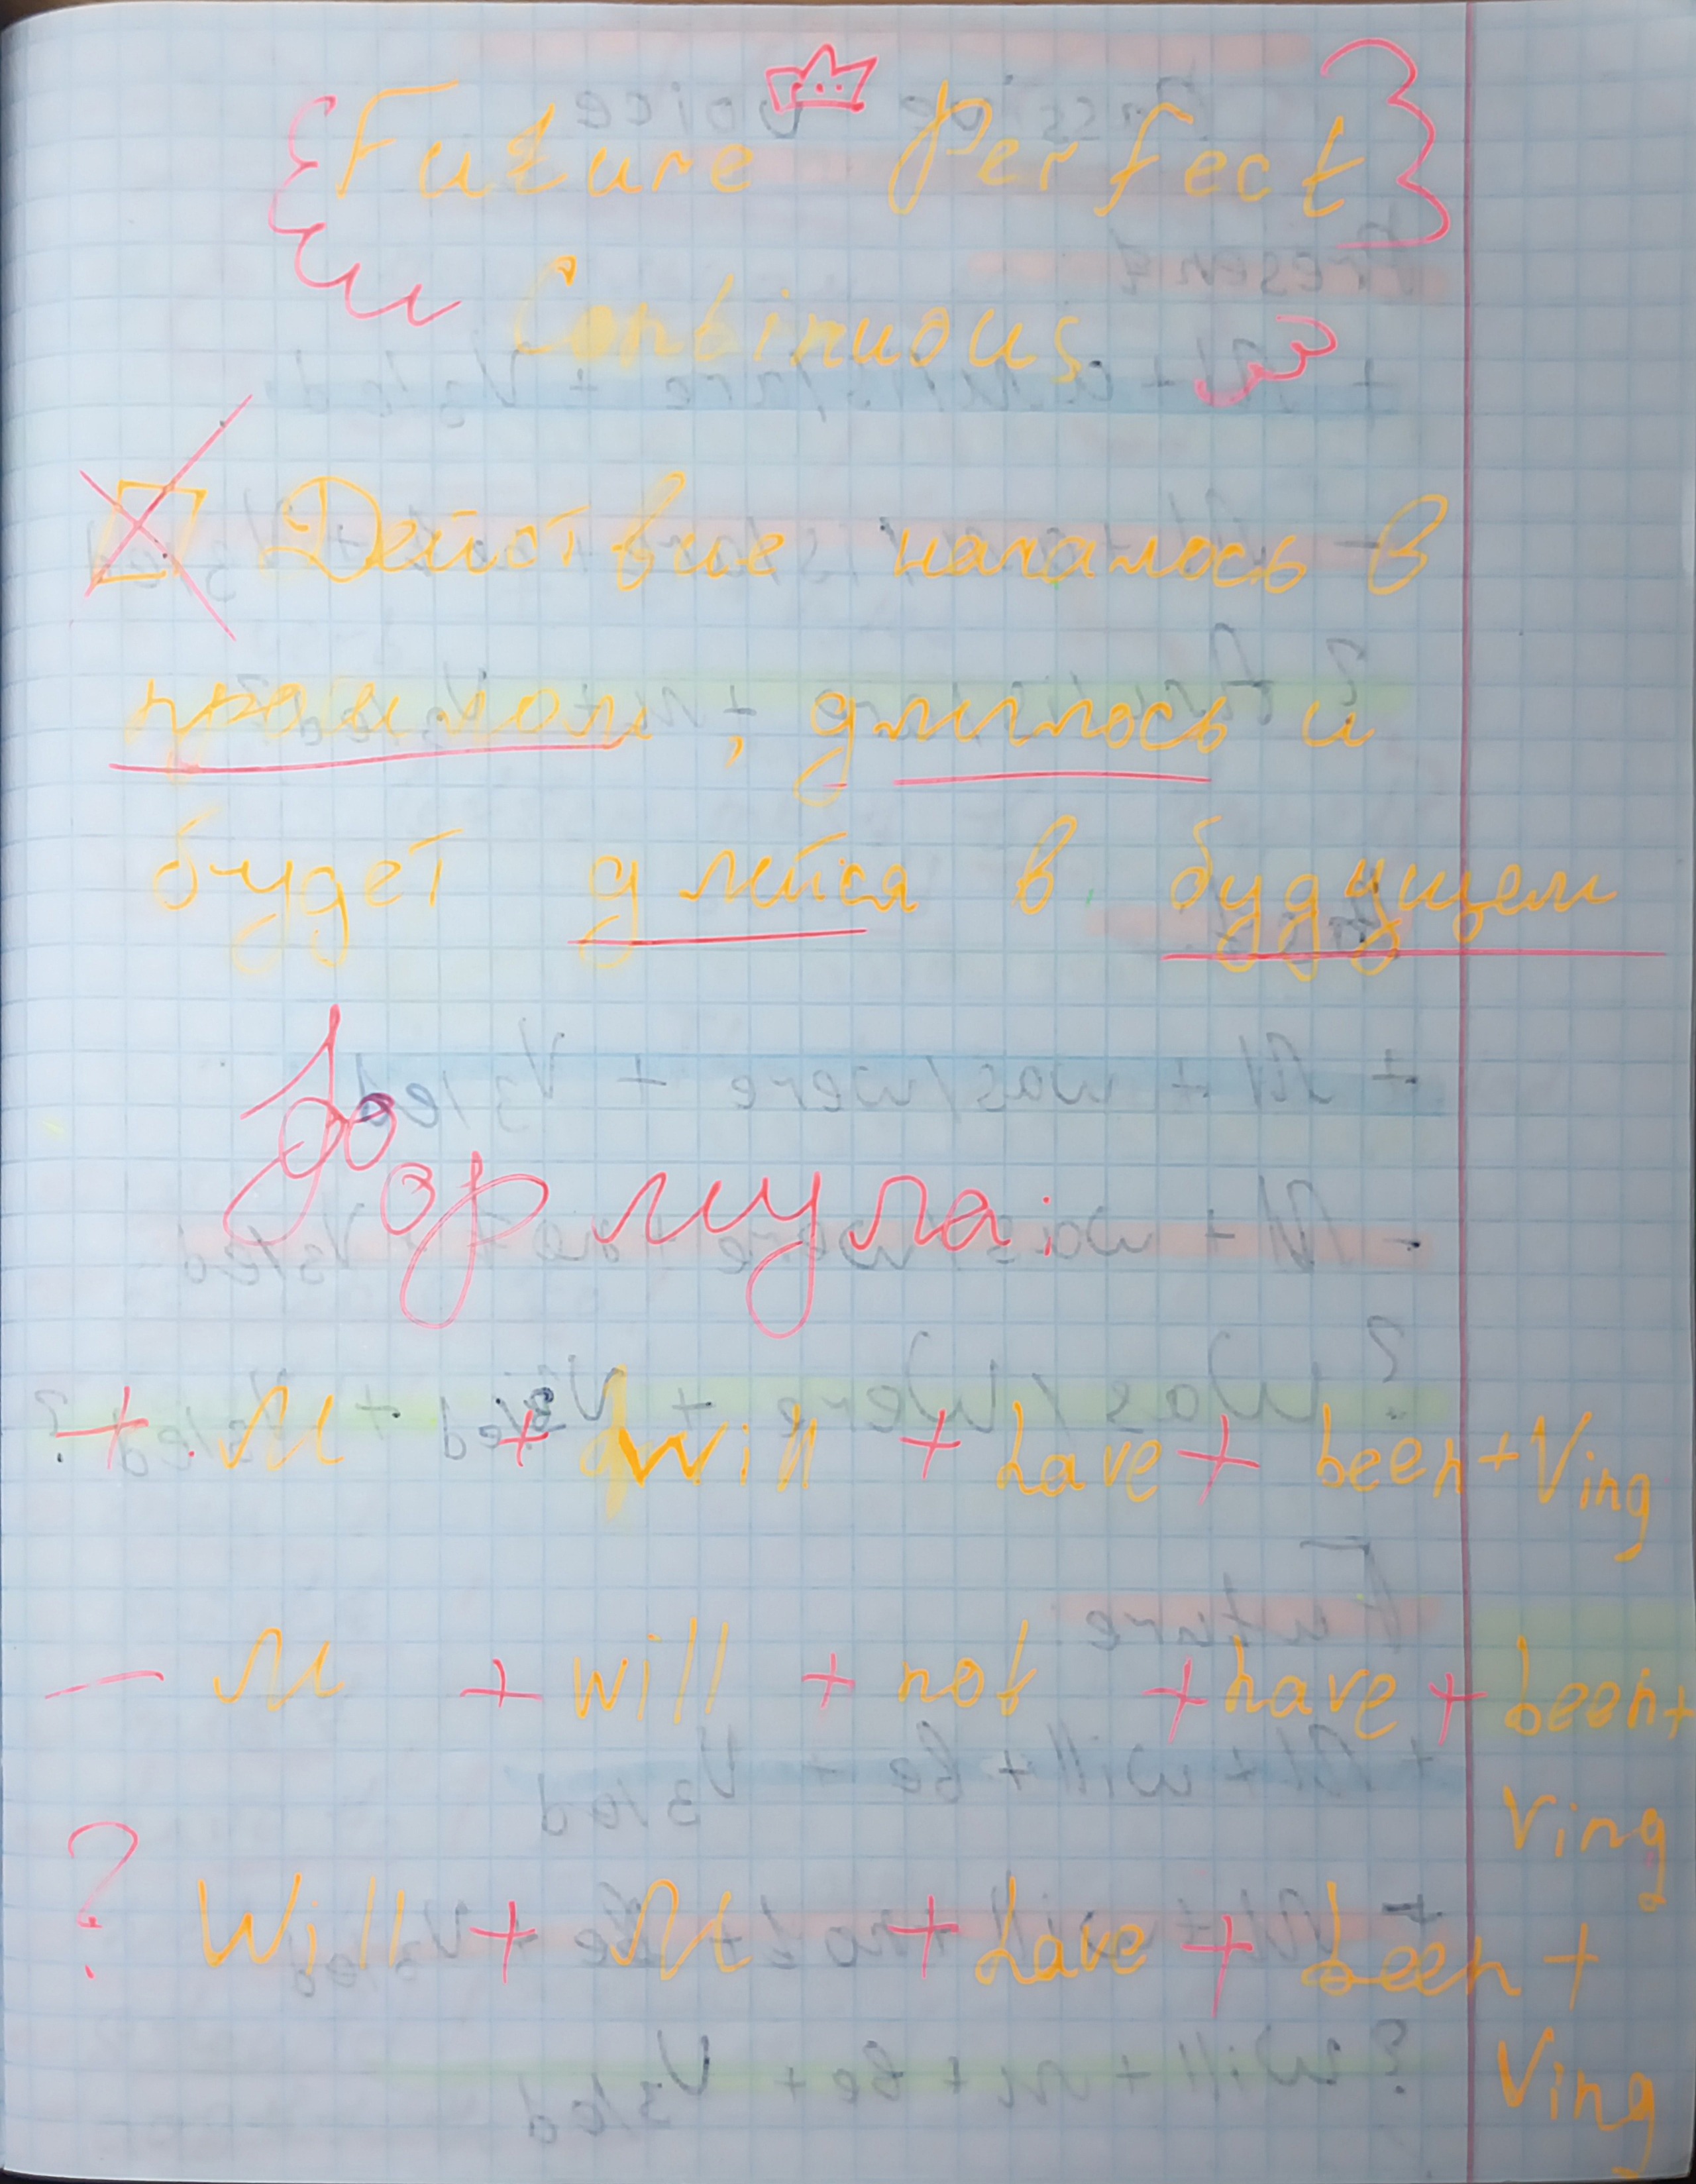 Future Perfect
Continuous
Действие началось в
прошлом, длилось и
будет длится в будущем
Формула:
+ М + will + have + been + Ving
— М + will + not + have + been +
Ving
? Will + М + have + been +
Ving